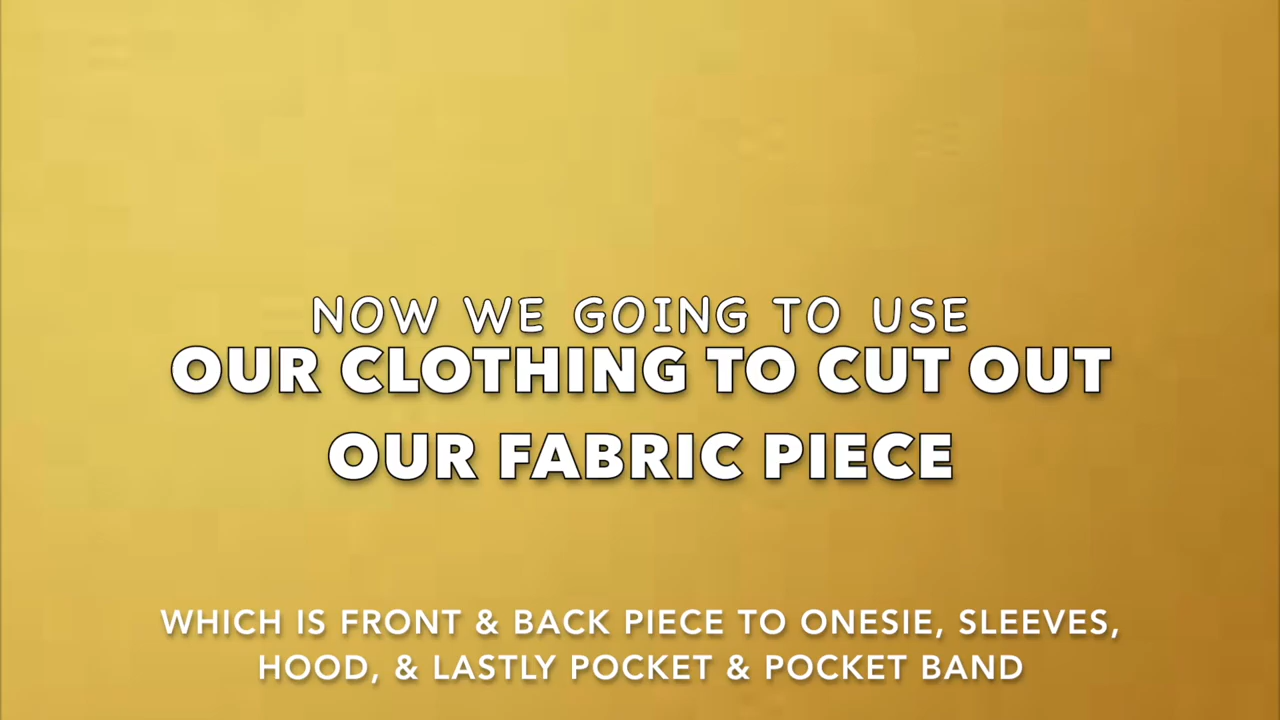 NOW WE GOING TO USE
OUR CLOTHING TO CUT OUT
OUR FABRIC PIECE
WHICH IS FRONT & BACK PIECE TO ONESIE, SLEEVES,
HOOD, & LASTLY POCKET & POCKET BAND